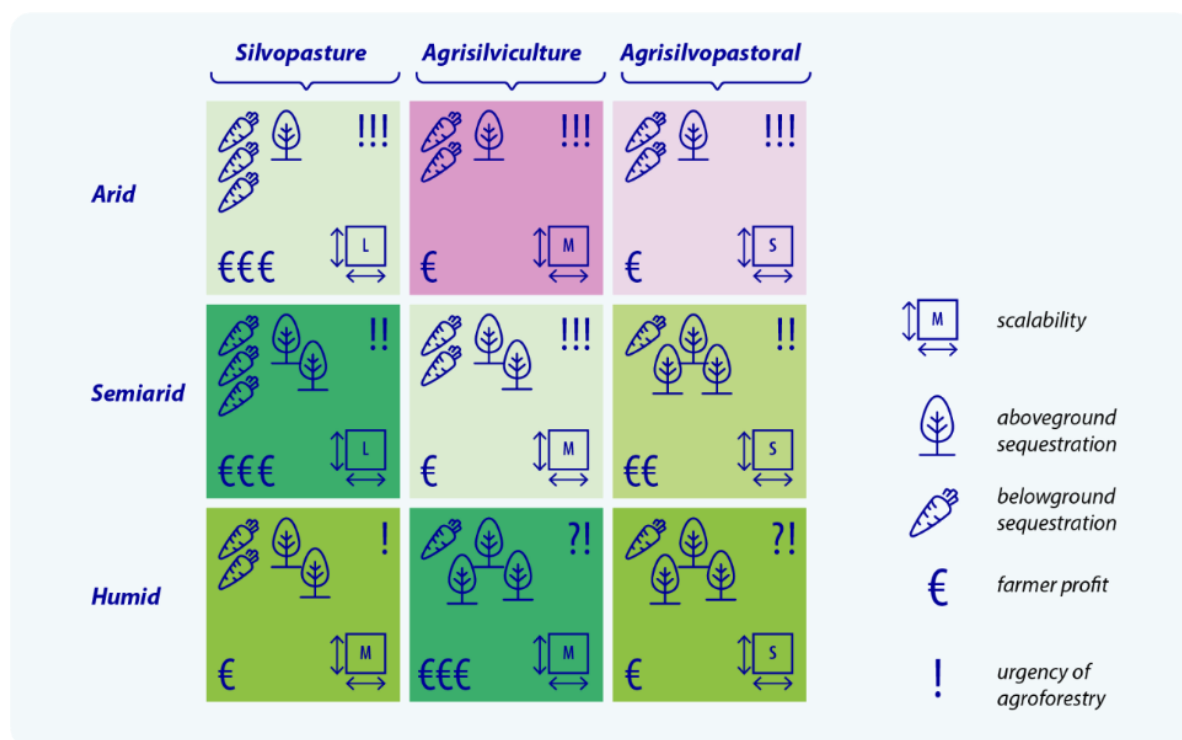 Silvopasture Agrisilviculture Agrisilvopastoral
Arid
!!! !!! !!!
L M S
€€€ € €
Semiarid
!! !!! !!
L M S
€€€ € €€
Humid
! ?! ?!
M M S
€ €€€ €
M scalability
aboveground
sequestration
belowground
sequestration
€ farmer profit
! urgency of
agroforestry